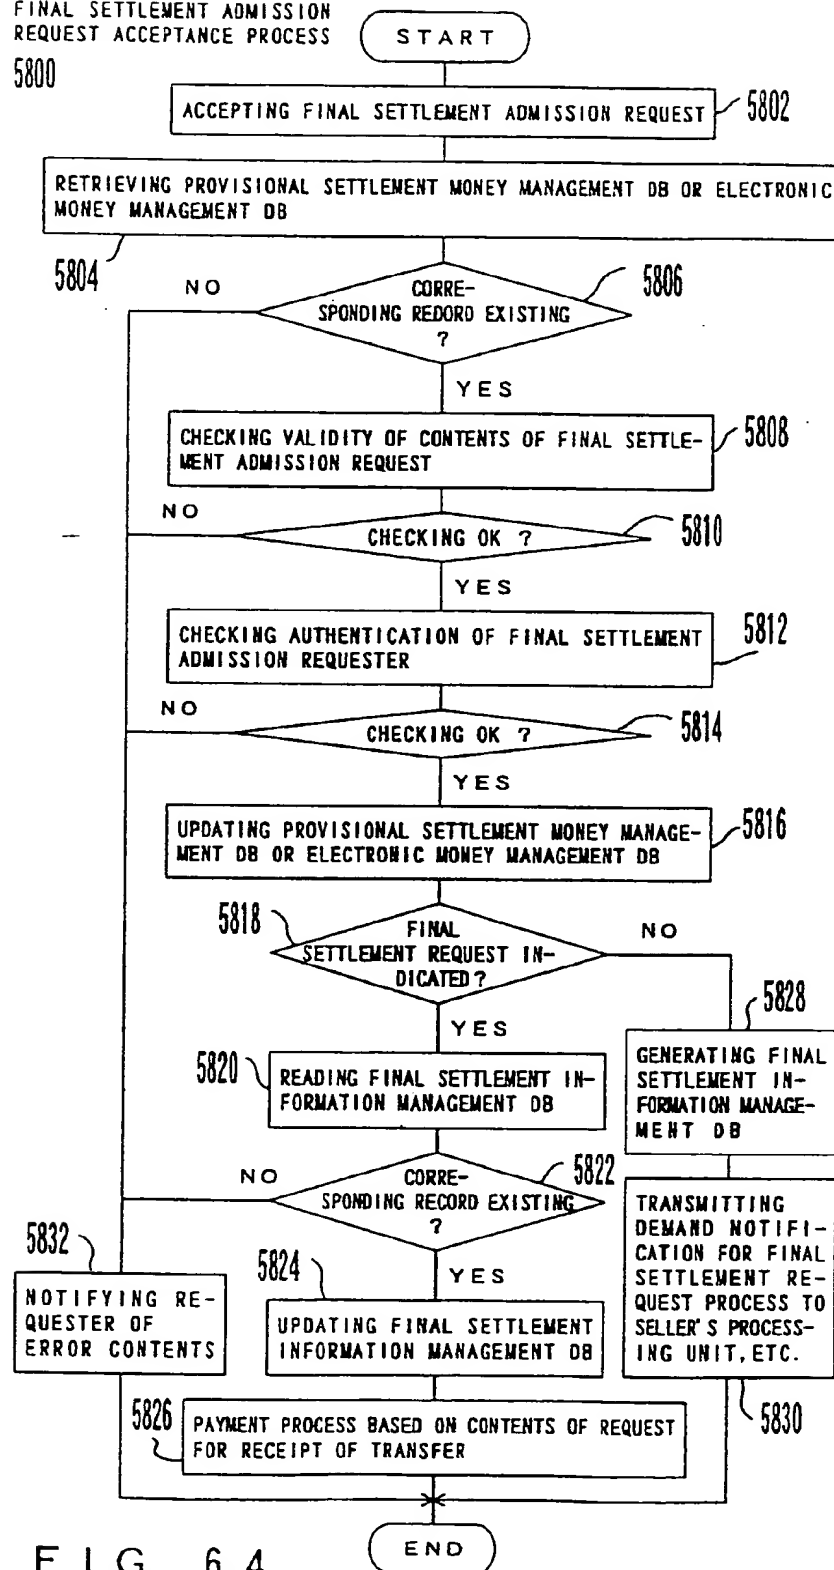 FINAL SETTLEMENT ADMISSION
REQUEST ACCEPTANCE PROCESS
5800
START
ACCEPTING FINAL SETTLEMENT ADMISSION REQUEST
5802
RETRIEVING PROVISIONAL SETTLEMENT MONEY MANAGEMENT DB OR ELECTRONIC
MONEY MANAGEMENT DB
5804
NO
CORRE-
SPONDING REDORD EXISTING
?
5806
YES
CHECKING VALIDITY OF CONTENTS OF FINAL SETTLE-
MENT ADMISSION REQUEST
5808
NO
CHECKING OK ?
5810
YES
CHECKING AUTHENTICATION OF FINAL SETTLEMENT
ADMISSION REQUESTER
5812
NO
CHECKING OK ?
5814
YES
UPDATING PROVISIONAL SETTLEMENT MONEY MANAGE-
MENT DB OR ELECTRONIC MONEY MANAGEMENT DB
5816
5818
FINAL
SETTLEMENT REQUEST IN-
DICATED?
NO
YES
5828
5820
READING FINAL SETTLEMENT IN-
FORMATION MANAGEMENT DB
GENERATING FINAL
SETTLEMENT IN-
FORMATION MANAGE-
MENT DB
NO
CORRE-
SPONDING RECORD EXISTING
?
5822
YES
TRANSMITTING
DEMAND NOTIFI-
CATION FOR FINAL
SETTLEMENT RE-
QUEST PROCESS TO
SELLER'S PROCESS-
ING UNIT, ETC.
5830
5832
NOTIFYING RE-
QUESTER OF
ERROR CONTENTS
5824
UPDATING FINAL SETTLEMENT
INFORMATION MANAGEMENT DB
5826
PAYMENT PROCESS BASED ON CONTENTS OF REQUEST
FOR RECEIPT OF TRANSFER
END
FIG. 64